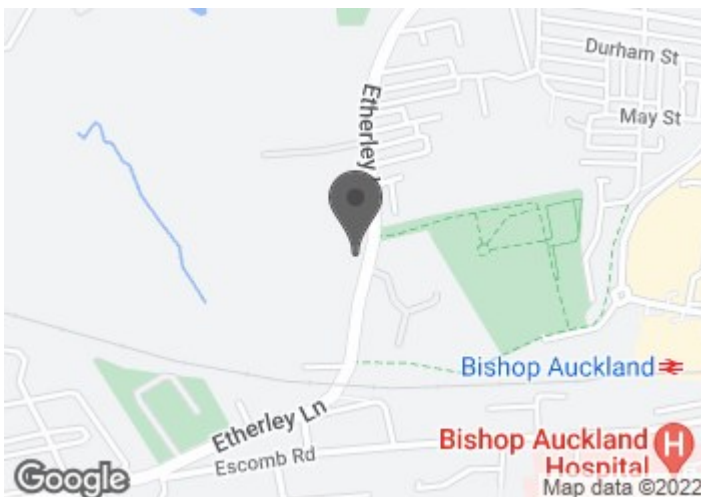 Durham St
May St
Etherley
Bishop Auckland
Etherley Ln
Escomb Rd
Bishop Auckland
Hospital
H
Google
Map data ©2022